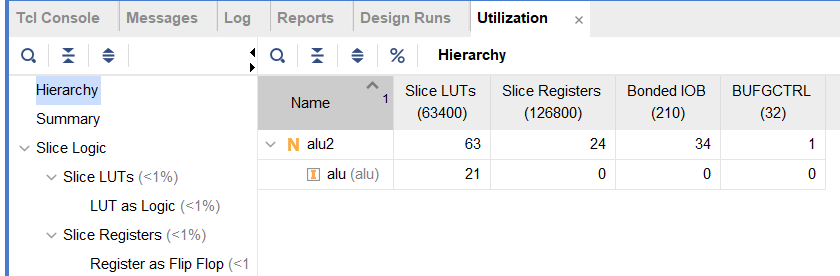 Tcl Console Messages Log Reports Design Runs Utilization ×
% Hierarchy
Hierarchy
Summary
Slice Logic
Slice LUTs (<1%)
LUT as Logic (<1%)
Slice Registers (<1%)
Register as Flip Flop (<1
Name 1 Slice LUTs (63400) Slice Registers (126800) Bonded IOB (210) BUFGCTRL (32)
N alu2 63 24 34 1
I alu (alu) 21 0 0 0